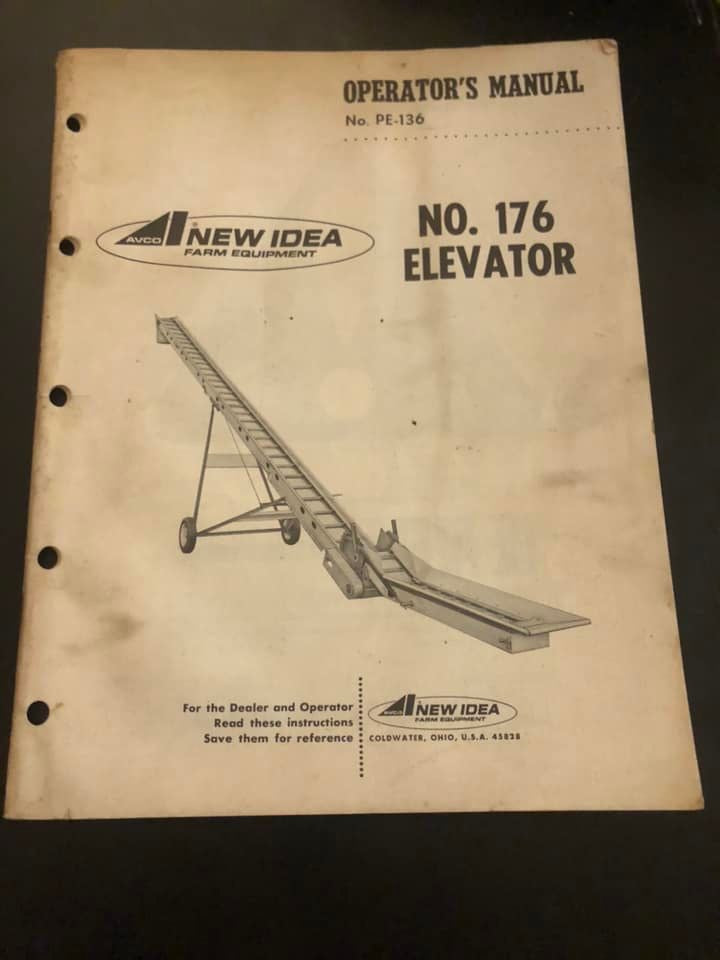 OPERATOR'S MANUAL
No. PE-136
AVCO NEW IDEA
FARM EQUIPMENT
NO. 176
ELEVATOR
For the Dealer and Operator
Read these instructions
Save them for reference
AVCO NEW IDEA
FARM EQUIPMENT
COLDWATER, OHIO, U.S.A. 45828